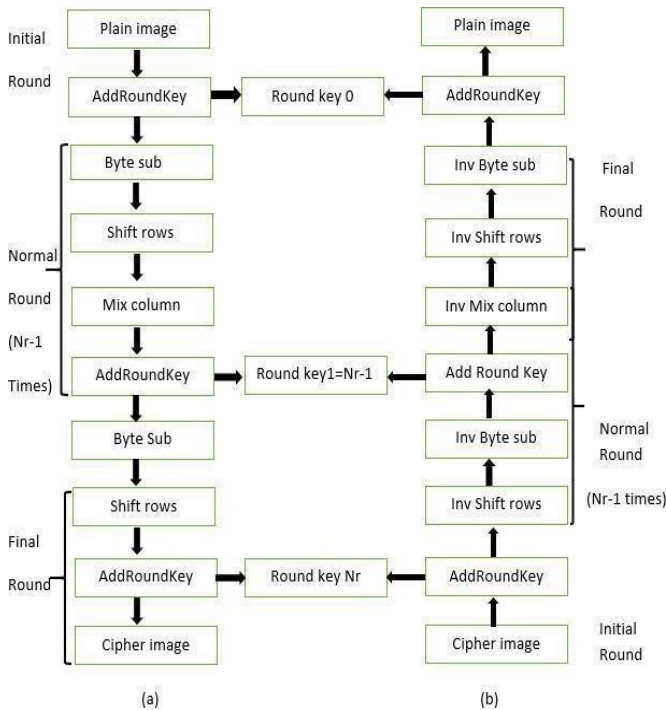 Initial
Round
Plain image
AddRoundKey
Normal
Round
(Nr-1
Times)
Byte sub
Shift rows
Mix column
AddRoundKey
Byte Sub
Final
Round
Shift rows
AddRoundKey
Cipher image
(a)
Round key 0
Round key1=Nr-1
Round key Nr
Plain image
AddRoundKey
Inv Byte sub
Inv Shift rows
Inv Mix column
Add Round Key
Inv Byte sub
Inv Shift rows
AddRoundKey
Cipher image
(b)
Final
Round
Normal
Round
(Nr-1 times)
Initial
Round